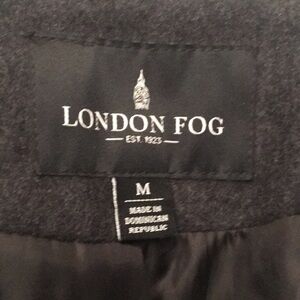 LONDON FOG
EST. 1923
M
MADE IN
DOMINICAN
REPUBLIC